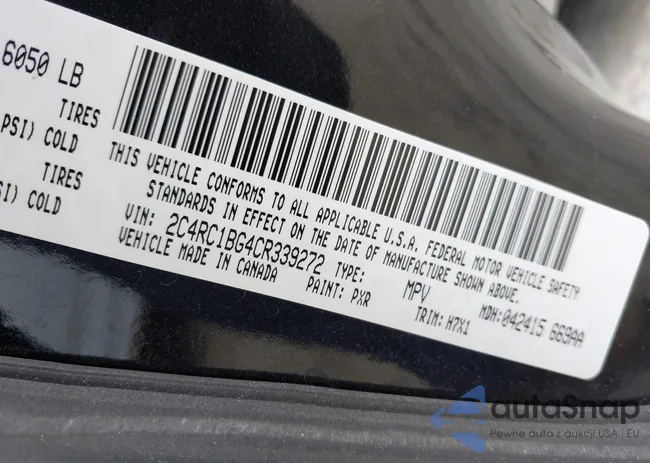 6050 LB
TIRES
PSI) COLD
TIRES
SI) COLD
THIS VEHICLE CONFORMS TO ALL APPLICABLE U.S.A. FEDERAL MOTOR VEHICLE SAFETY
STANDARDS IN EFFECT ON THE DATE OF MANUFACTURE SHOWN ABOVE.
VIN: 2C4RC1BG4CR339272 TYPE: MPV MDH: 042415 669AA
VEHICLE MADE IN CANADA PAINT: PXR TRIM: H7X1
autoSnap
Pewne auta z aukcji USA i EU